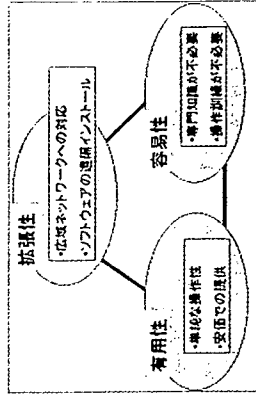 拡張性
・広域ネットワークへの対応
・ソフトウェアの遠隔インストール
有用性
・単純な操作性
・安価での提供
容易性
・専門知識が不必要
・操作訓練が不必要